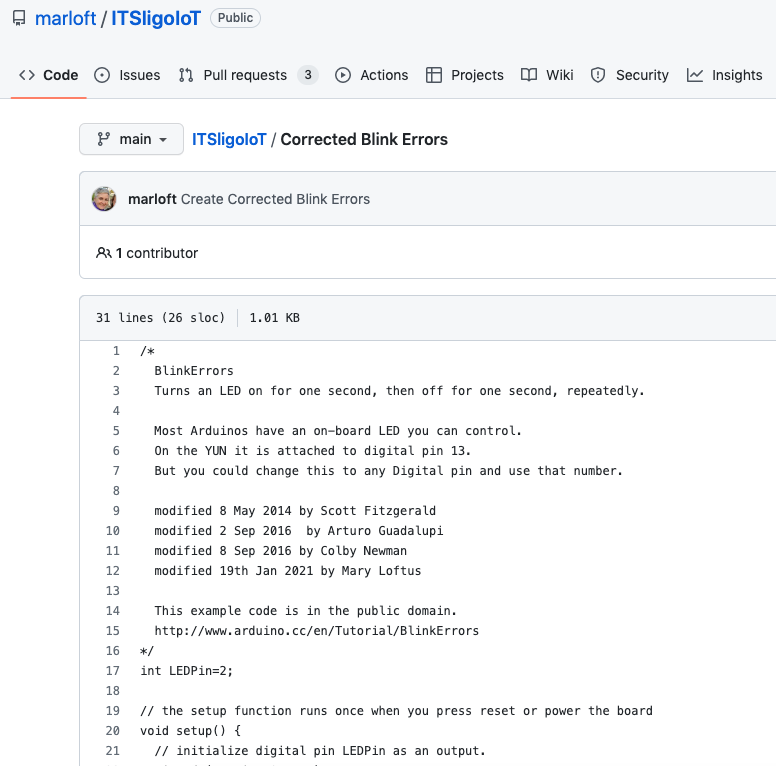 marloft / ITSligoIoT Public
Code Issues Pull requests 3 Actions Projects Wiki Security Insights
main ITSligoIoT / Corrected Blink Errors
marloft Create Corrected Blink Errors
1 contributor
31 lines (26 sloc) 1.01 KB
1 /*
2 BlinkErrors
3 Turns an LED on for one second, then off for one second, repeatedly.
4
5 Most Arduinos have an on-board LED you can control.
6 On the YUN it is attached to digital pin 13.
7 But you could change this to any Digital pin and use that number.
8
9 modified 8 May 2014 by Scott Fitzgerald
10 modified 2 Sep 2016  by Arturo Guadalupi
11 modified 8 Sep 2016 by Colby Newman
12 modified 19th Jan 2021 by Mary Loftus
13
14 This example code is in the public domain.
15 http://www.arduino.cc/en/Tutorial/BlinkErrors
16 */
17 int LEDPin=2;
18
19 // the setup function runs once when you press reset or power the board
20 void setup() {
21 // initialize digital pin LEDPin as an output.